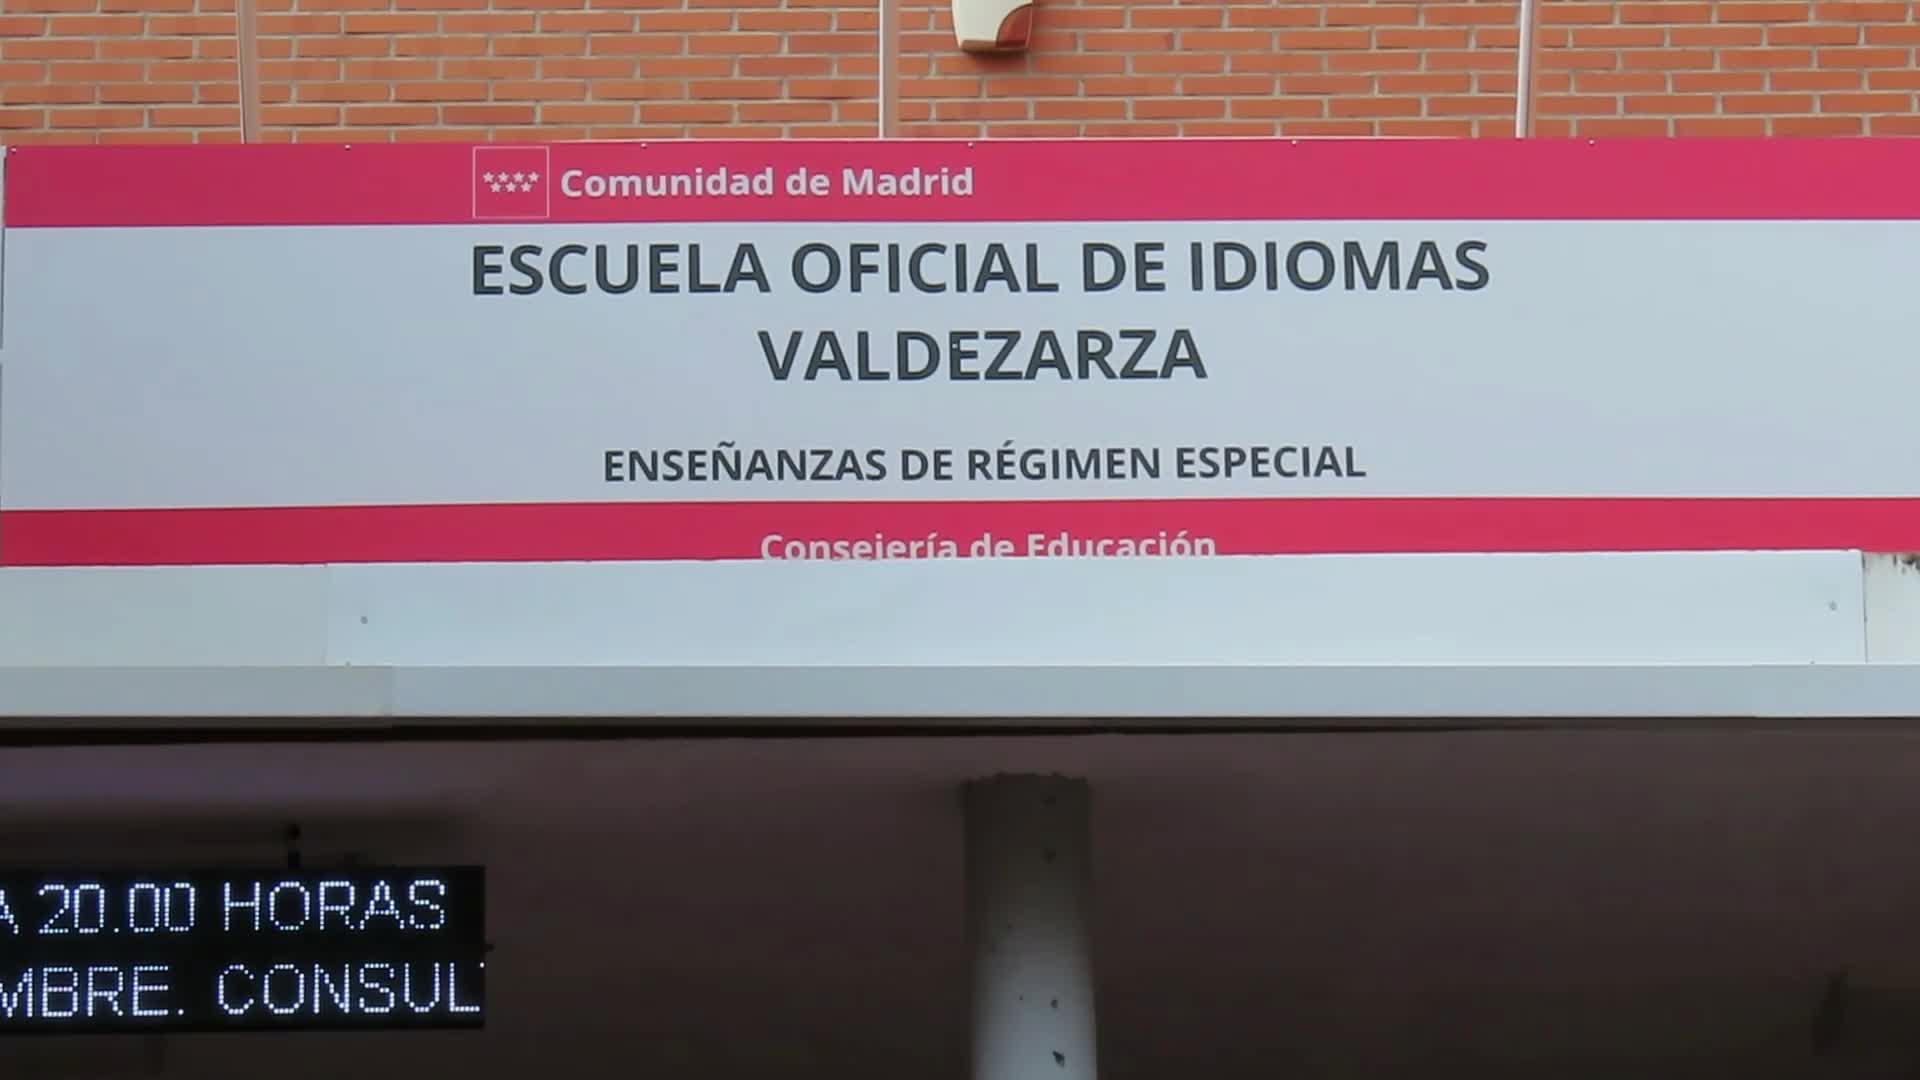 Comunidad de Madrid
ESCUELA OFICIAL DE IDIOMAS
VALDEZARZA
ENSEÑANZAS DE RÉGIMEN ESPECIAL
Consejería de Educación
A 20.00 HORAS
MBRE. CONSUL